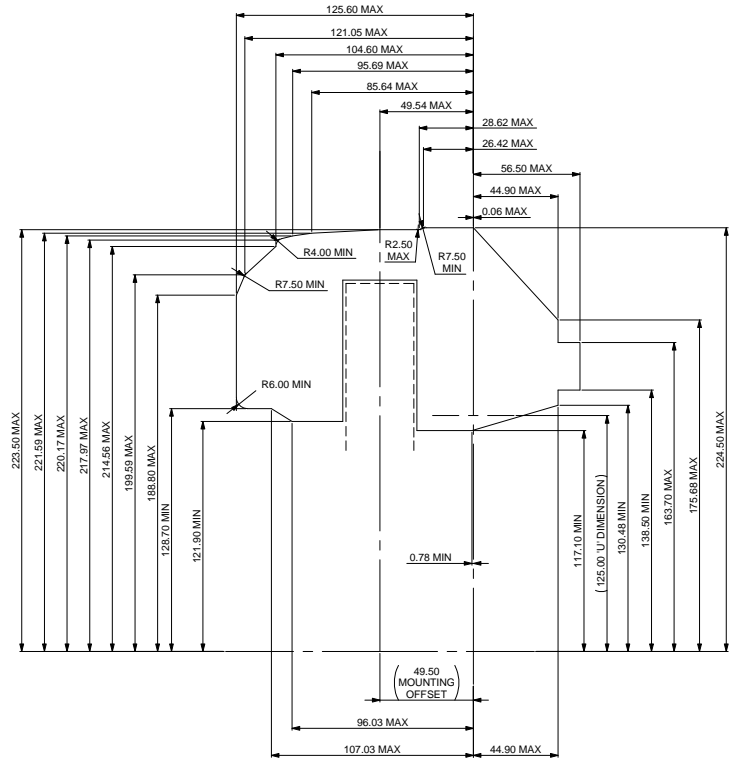 125.60 MAX
121.05 MAX
104.60 MAX
95.69 MAX
85.64 MAX
49.54 MAX
28.62 MAX
26.42 MAX
56.50 MAX
44.90 MAX
0.06 MAX
R4.00 MIN
R2.50
MAX
R7.50
MIN
R7.50 MIN
R6.00 MIN
223.50 MAX
221.59 MAX
220.17 MAX
217.97 MAX
214.56 MAX
199.59 MAX
188.80 MAX
128.70 MIN
121.90 MIN
117.10 MIN
( 125.00 'U' DIMENSION )
130.48 MIN
138.50 MIN
163.70 MAX
175.68 MAX
224.50 MAX
0.78 MIN
( 49.50
MOUNTING
OFFSET )
96.03 MAX
107.03 MAX
44.90 MAX